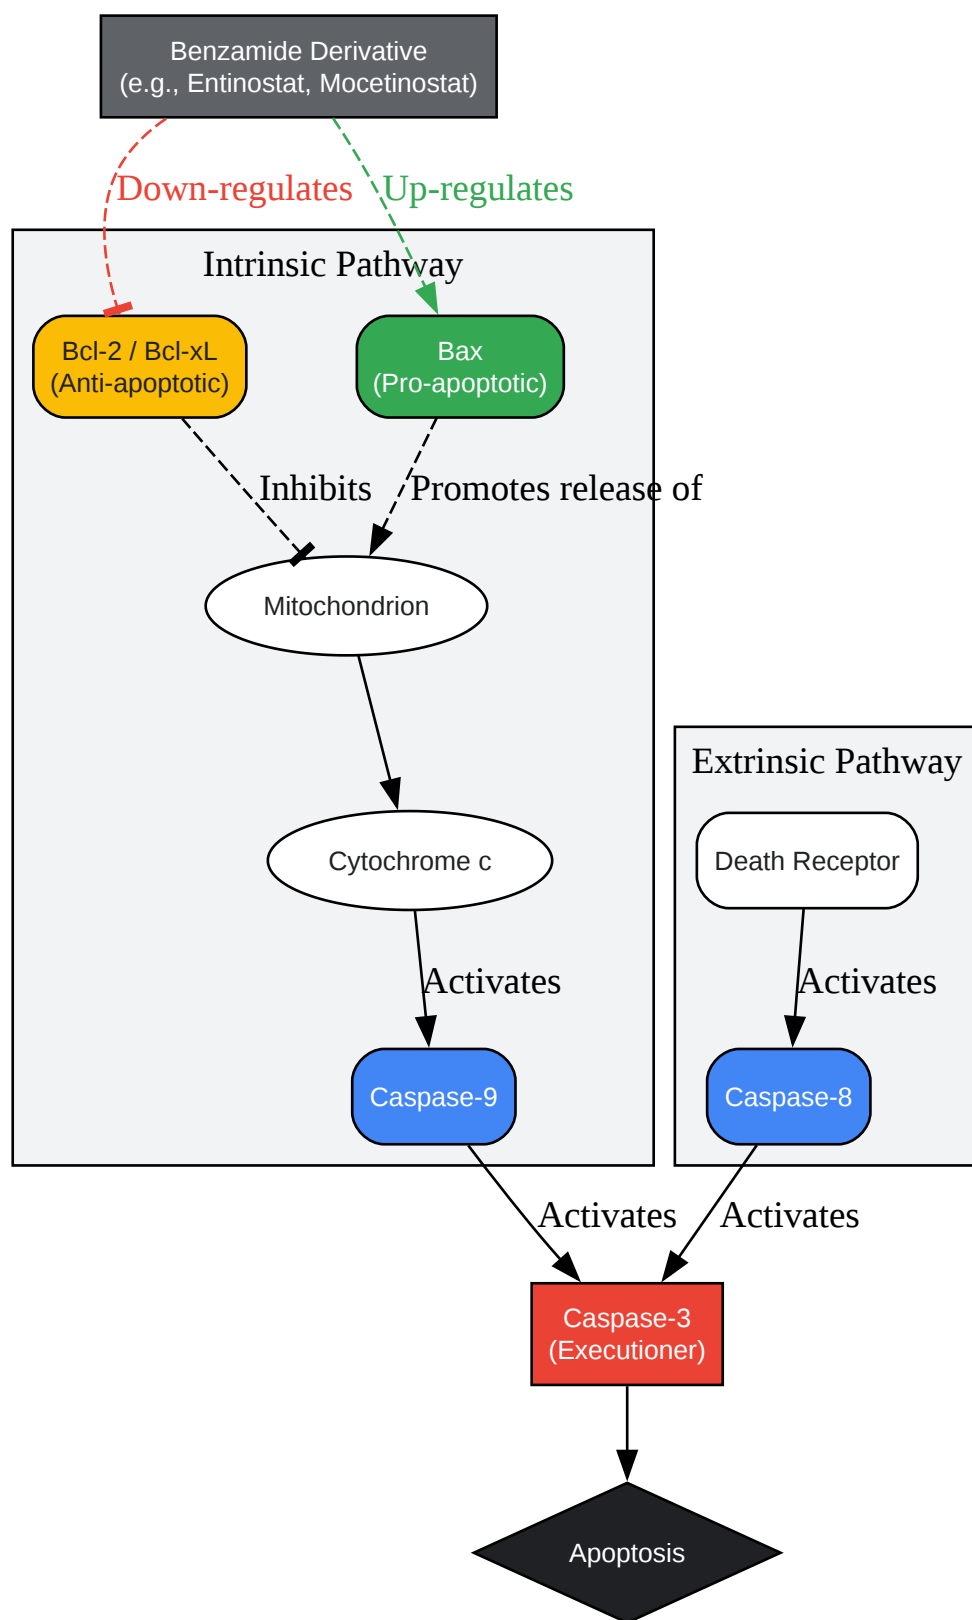 Benzamide Derivative
(e.g., Entinostat, Mocetinostat)
Down-regulates
Up-regulates
Intrinsic Pathway
Bcl-2 / Bcl-xL
(Anti-apoptotic)
Bax
(Pro-apoptotic)
Inhibits
Promotes release of
Mitochondrion
Extrinsic Pathway
Cytochrome c
Death Receptor
Activates
Activates
Caspase-9
Caspase-8
Activates
Activates
Caspase-3
(Executioner)
Apoptosis